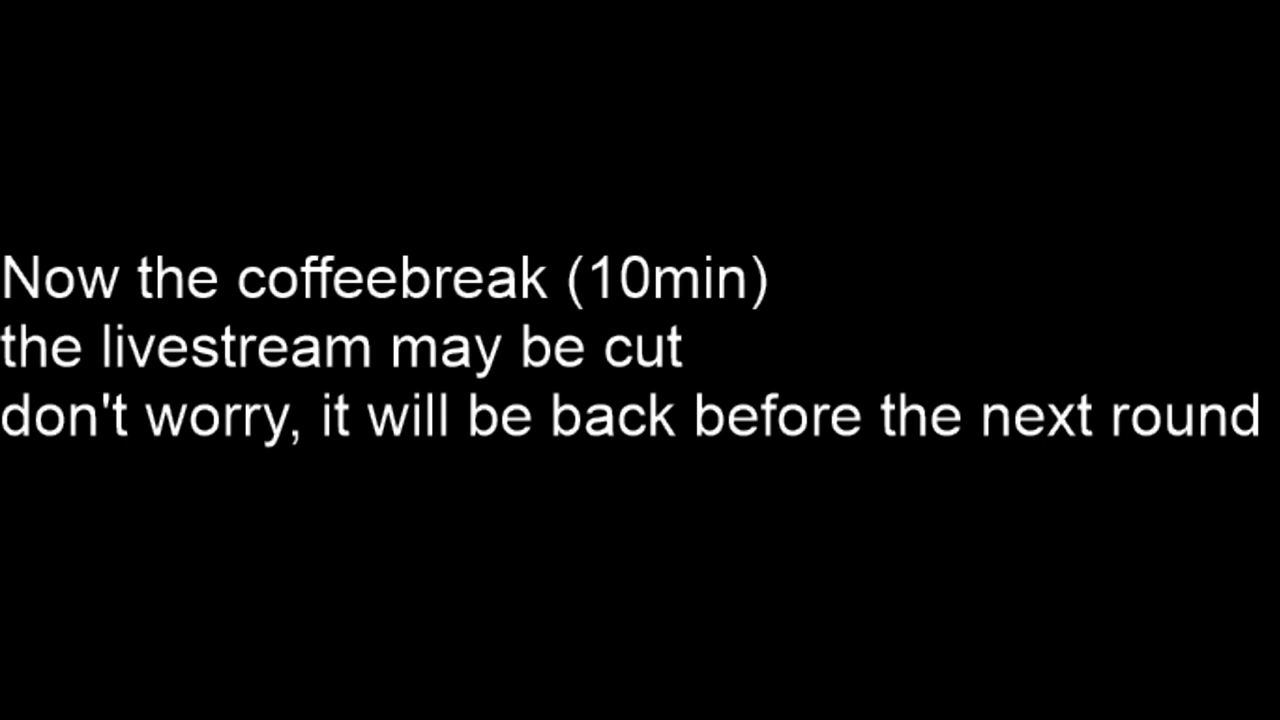 Now the coffeebreak (10min)
the livestream may be cut
don't worry, it will be back before the next round